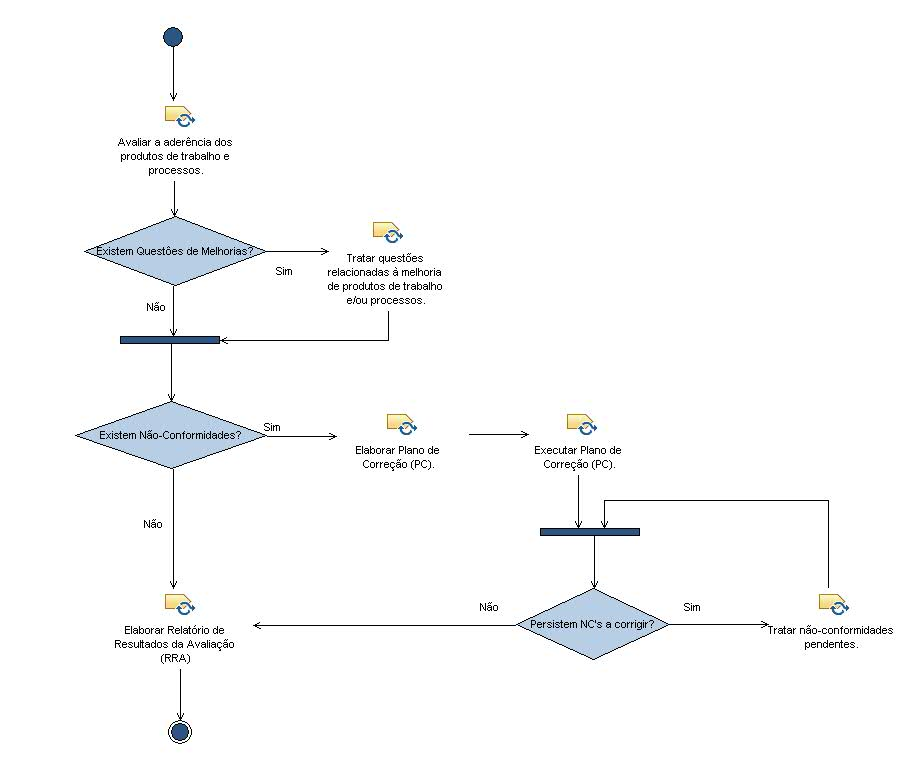 Avaliar a aderência dos
produtos de trabalho e
processos.
Existem Questões de Melhorias?
Sim
Tratar questões
relacionadas à melhoria
de produtos de trabalho
e/ou processos.
Não
Existem Não-Conformidades?
Sim
Elaborar Plano de
Correção (PC).
Executar Plano de
Correção (PC).
Não
Elaborar Relatório de
Resultados da Avaliação
(RRA)
Não
Persistem NC's a corrigir?
Sim
Tratar não-conformidades
pendentes.